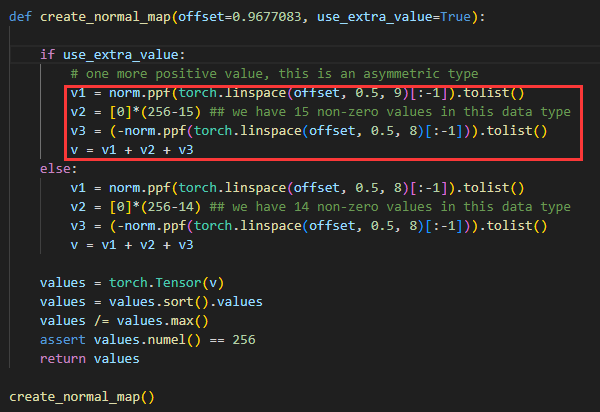 def create_normal_map(offset=0.9677083, use_extra_value=True):
    if use_extra_value:
        # one more positive value, this is an asymmetric type
        v1 = norm.ppf(torch.linspace(offset, 0.5, 9)[:-1]).tolist()
        v2 = [0]*(256-15) ## we have 15 non-zero values in this data type
        v3 = (-norm.ppf(torch.linspace(offset, 0.5, 8)[:-1])).tolist()
        v = v1 + v2 + v3
    else:
        v1 = norm.ppf(torch.linspace(offset, 0.5, 8)[:-1]).tolist()
        v2 = [0]*(256-14) ## we have 14 non-zero values in this data type
        v3 = (-norm.ppf(torch.linspace(offset, 0.5, 8)[:-1])).tolist()
        v = v1 + v2 + v3
    values = torch.Tensor(v)
    values = values.sort().values
    values /= values.max()
    assert values.numel() == 256
    return values
create_normal_map()